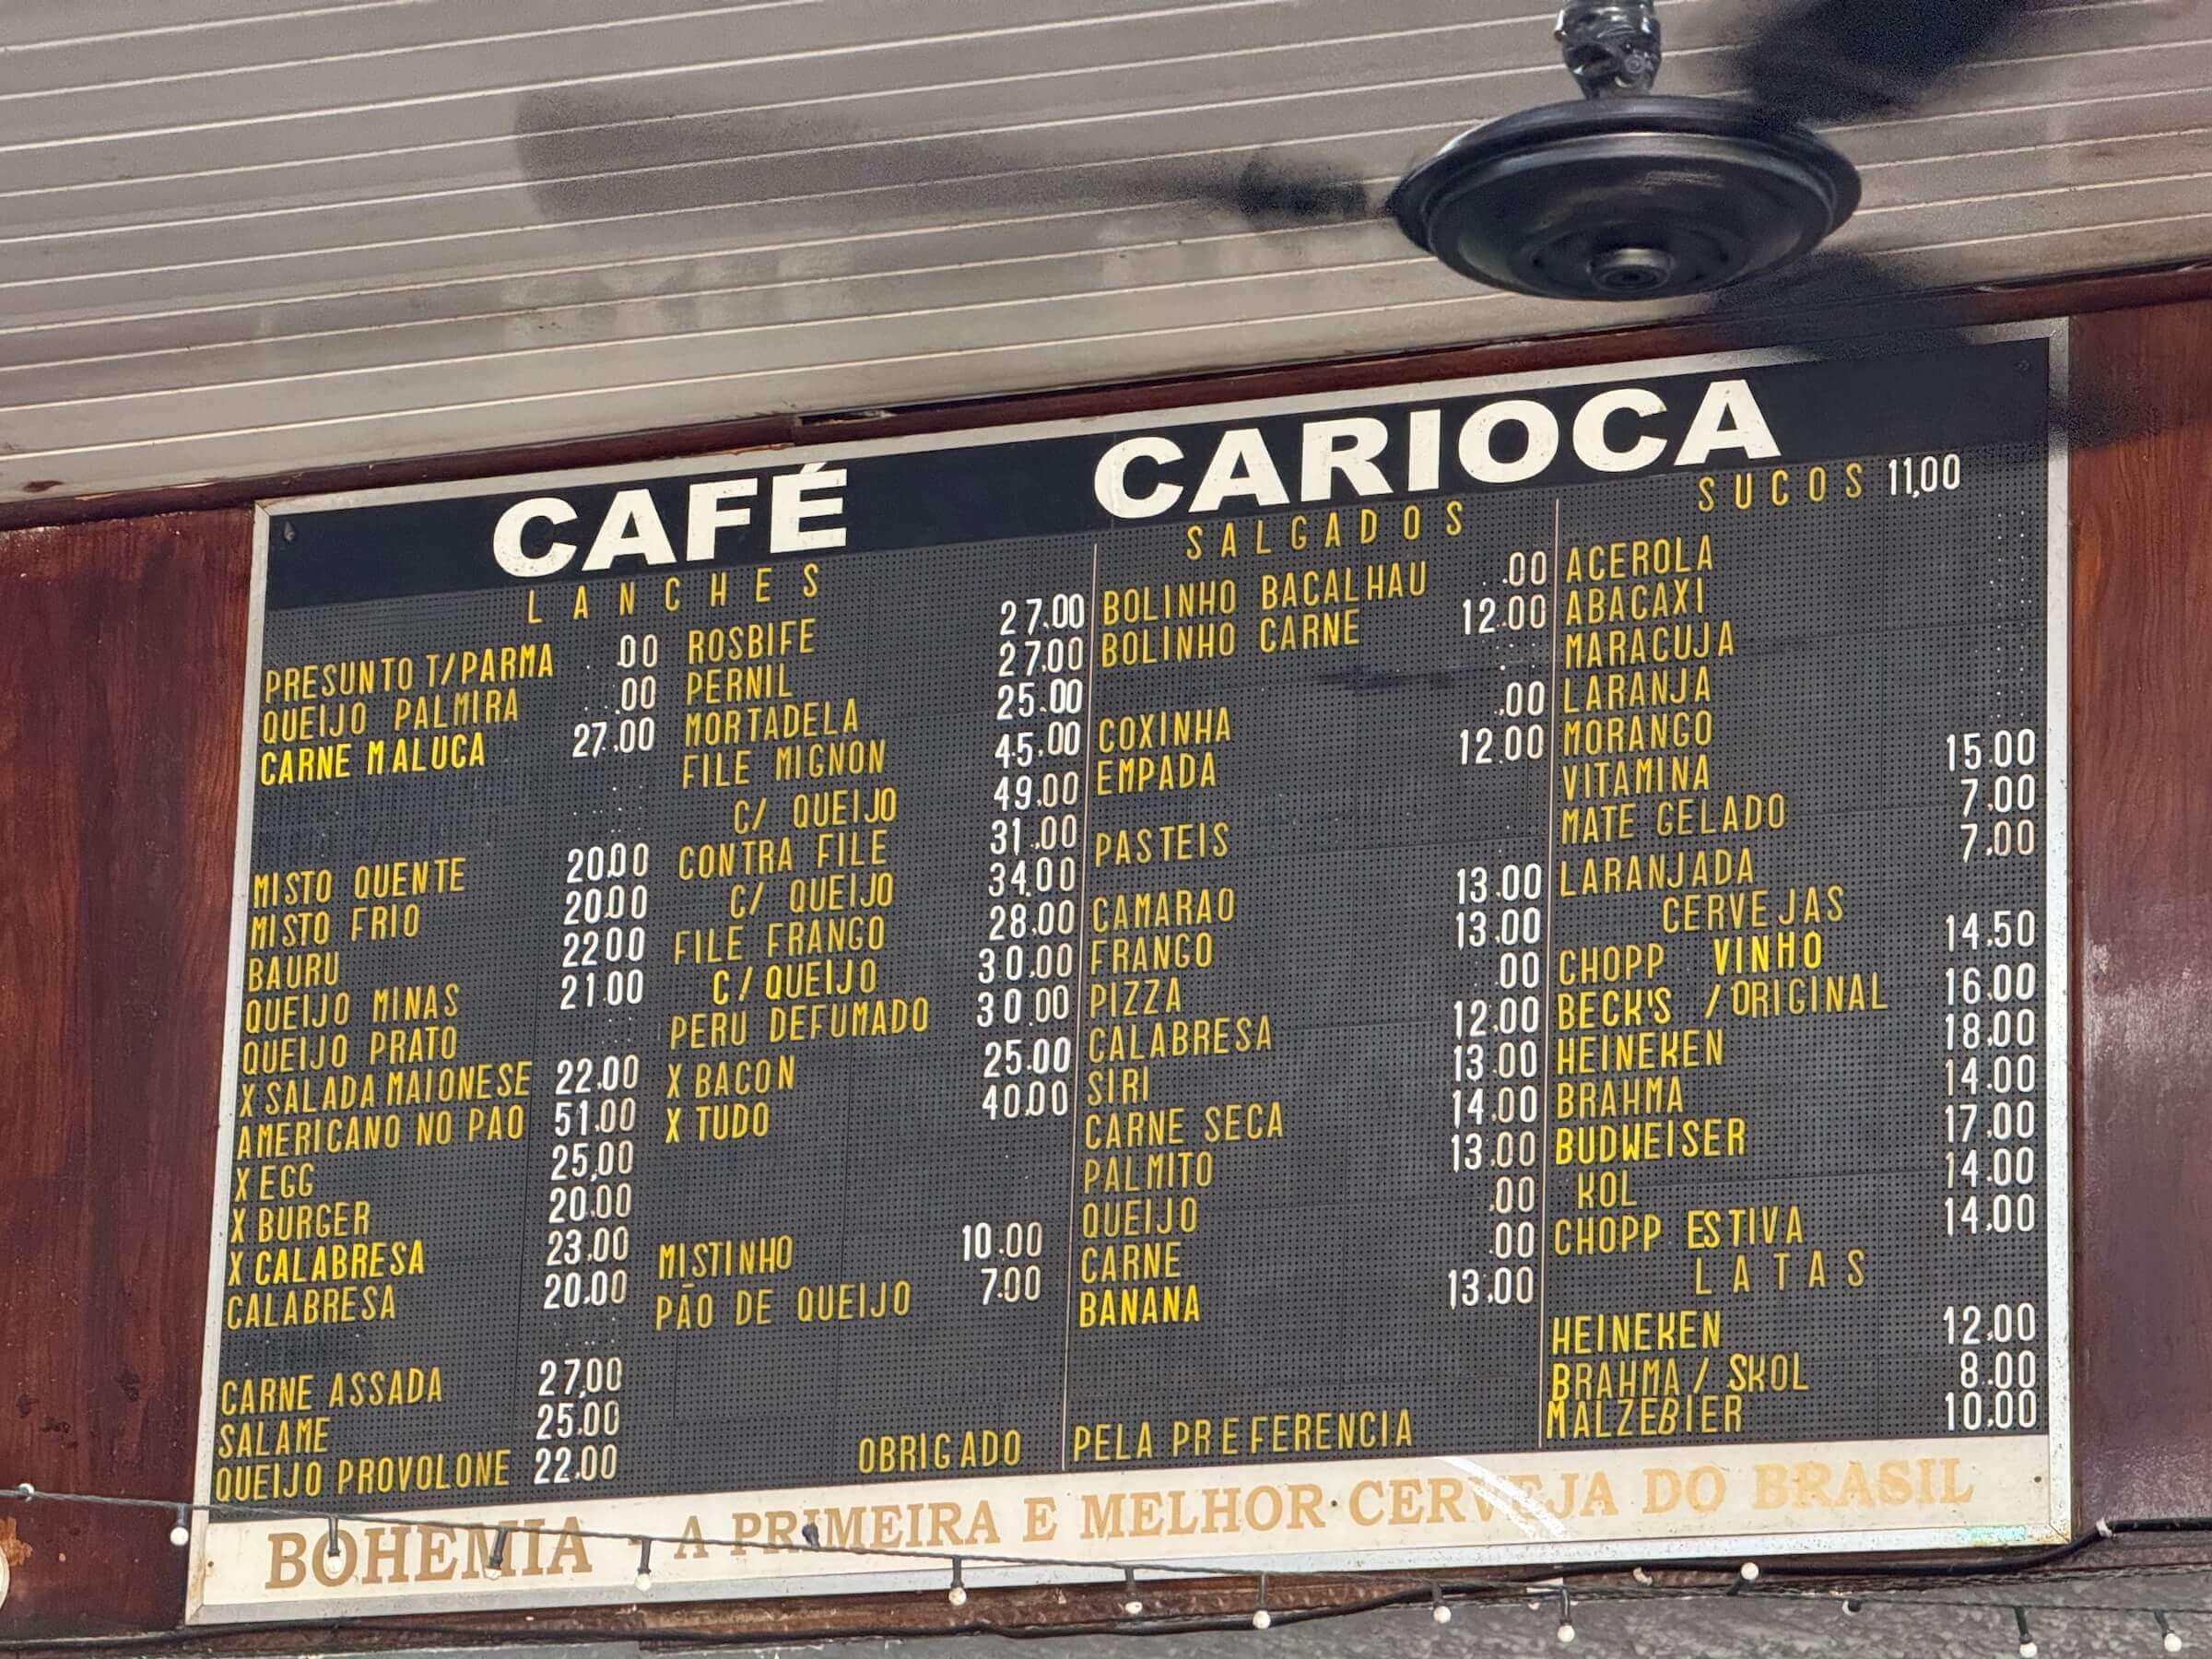 CAFÉ CARIOCA
LANCHES
PRESUNTO T/PARMA .00
QUEIJO PALMIRA .00
CARNE MALUCA 27.00
MISTO QUENTE 20.00
MISTO FRIO 20.00
BAURU 22.00
QUEIJO MINAS 21.00
QUEIJO PRATO
X SALADA MAIONESE 22.00
AMERICANO NO PAO 51.00
X EGG 25,00
X BURGER 20.00
X CALABRESA 23.00
CALABRESA 20.00
CARNE ASSADA 27,00
SALAME 25.00
QUEIJO PROVOLONE 22.00
ROSBIFE 27.00
PERNIL 27.00
MORTADELA 25.00
FILE MIGNON 45.00
C/ QUEIJO 49.00
CONTRA FILE 31.00
C/ QUEIJO 34.00
FILE FRANGO 28.00
C/QUEIJO 30.00
PERU DEFUMADO 30.00
X BACON 25.00
X TUDO 40.00
MISTINHO 10.00
PÃO DE QUEIJO 7.00
SALGADOS
BOLINHO BACALHAU .00
BOLINHO CARNE 12.00
COXINHA .00
EMPADA 12.00
PASTEIS
CAMARAO 13.00
FRANGO 13.00
PIZZA .00
CALABRESA 12.00
SIRI 13.00
CARNE SECA 14.00
PALMITO 13.00
QUEIJO .00
CARNE .00
BANANA 13.00
SUCOS 11,00
ACEROLA
ABACAXI
MARACUJA
LARANJA
MORANGO
VITAMINA 15.00
MATE GELADO 7.00
LARANJADA 7.00
CERVEJAS
CHOPP VINHO 14.50
BECK'S /ORIGINAL 16.00
HEINEKEN 18.00
BRAHMA 14.00
BUDWEISER 17.00
KOL 14.00
CHOPP ESTIVA 14.00
LATAS
HEINEKEN 12.00
BRAHMA/ SKOL 8.00
MALZEBIER 10,00
OBRIGADO PELA PREFERENCIA
BOHEMIA - A PRIMEIRA E MELHOR CERVEJA DO BRASIL